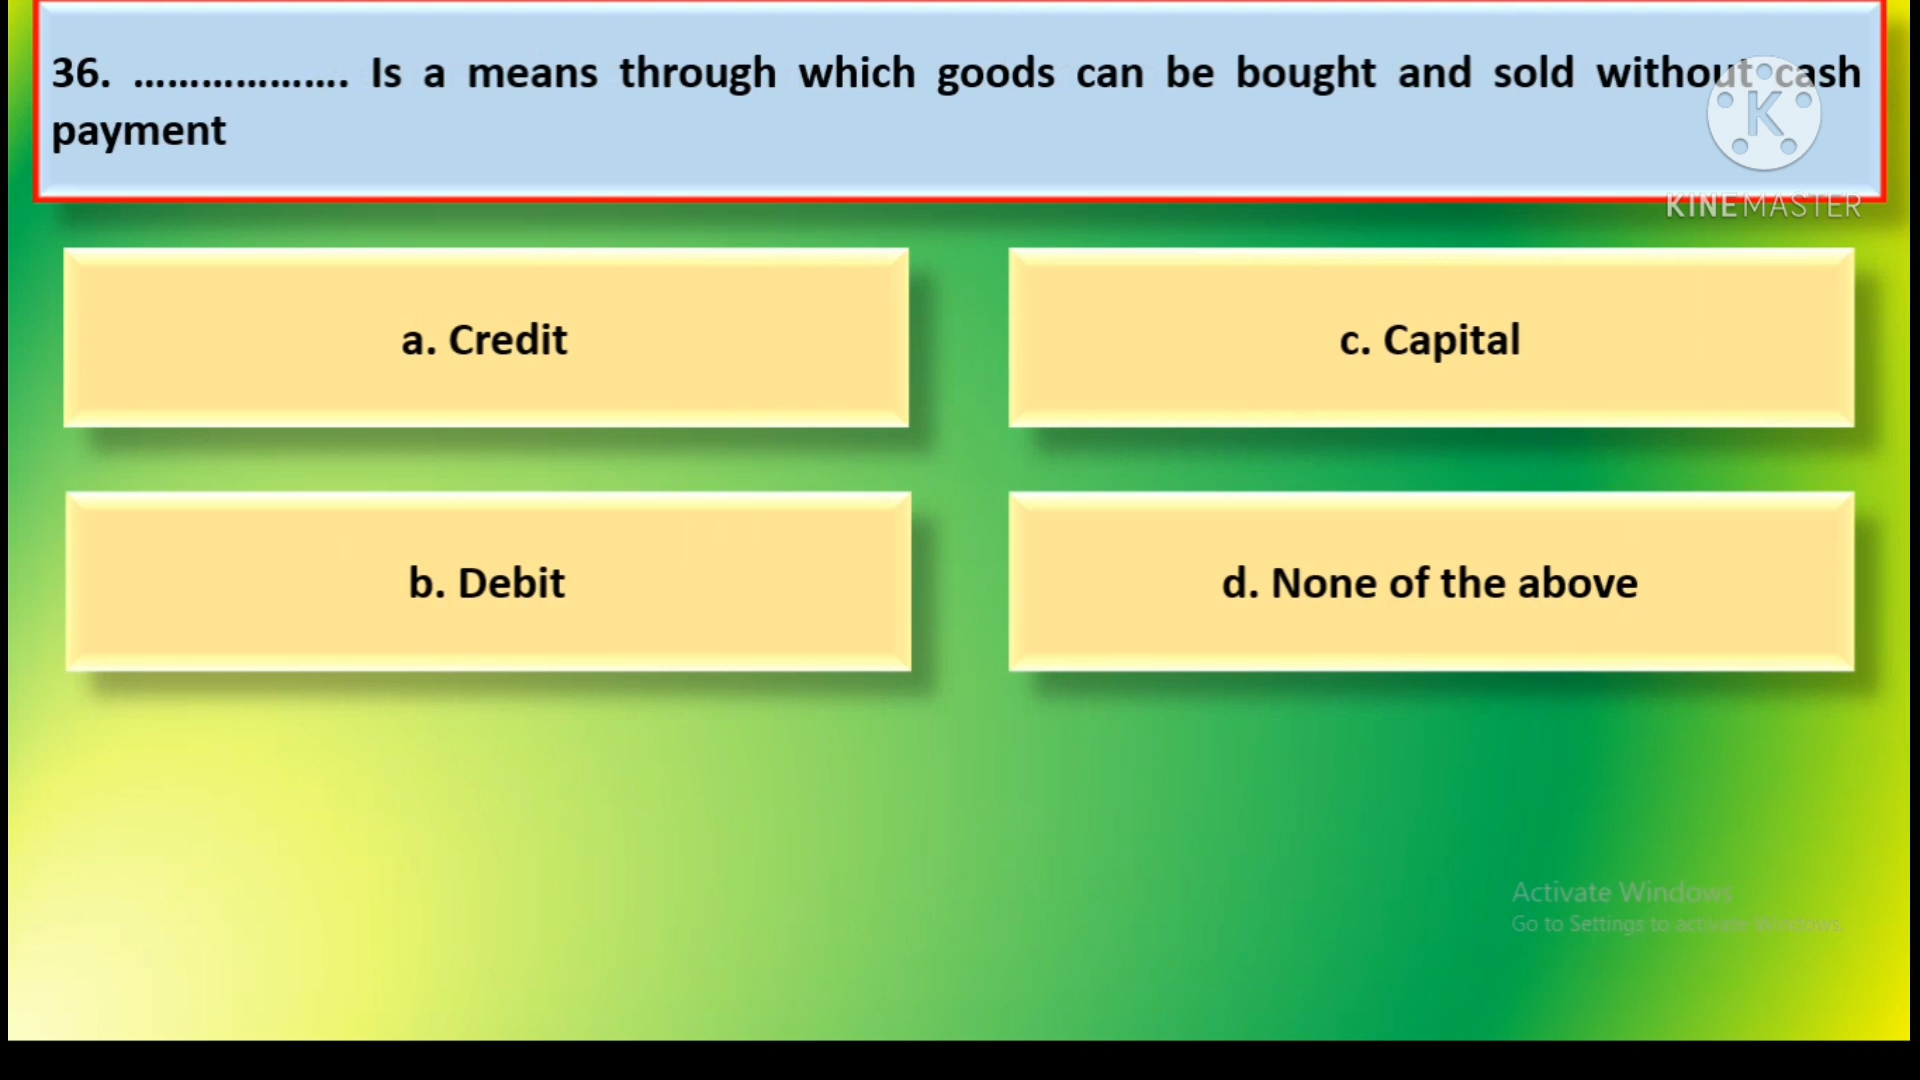 36. ………………. Is a means through which goods can be bought and sold without cash
payment
K
KINEMASTER
a. Credit
c. Capital
b. Debit
d. None of the above
Activate Windows
Go to Settings to activate Windows.